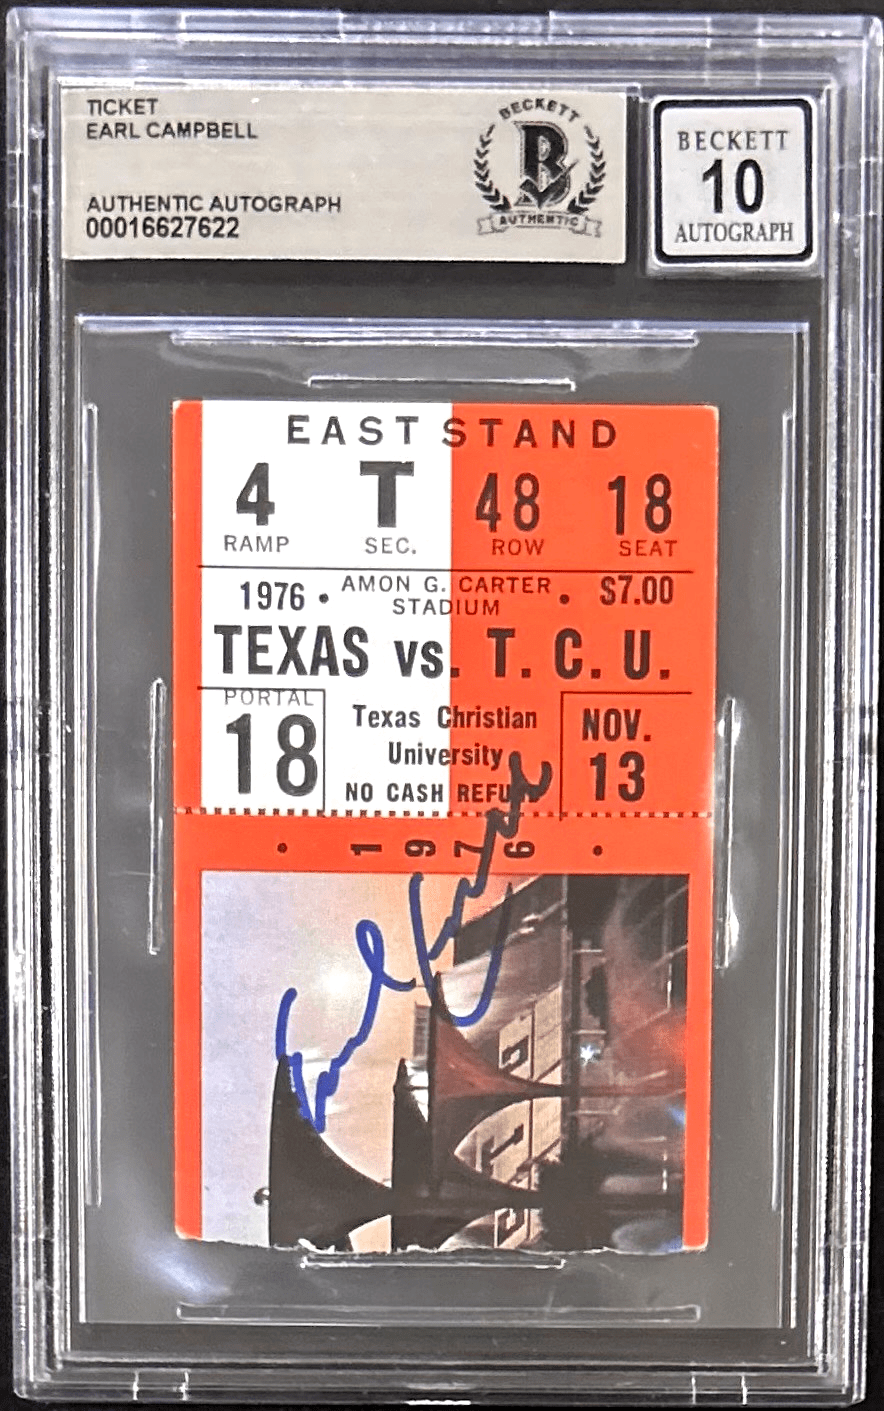 TICKET
EARL CAMPBELL
AUTHENTIC AUTOGRAPH
00016627622
BECKETT
B
AUTHENTIC
BECKETT
10
AUTOGRAPH
EAST STAND
4 T 48 18
RAMP SEC. ROW SEAT
1976 • AMON G. CARTER STADIUM • $7.00
TEXAS vs. T. C. U.
PORTAL
18
Texas Christian
University
NO CASH REFU
NOV.
13
• 1976 •
Earl Campbell